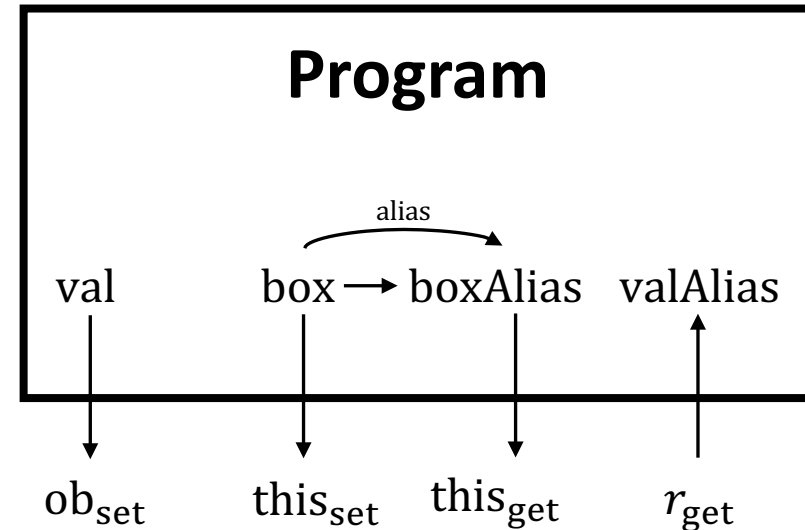 Program
alias
val box boxAlias valAlias
ob_set this_set this_get r_get